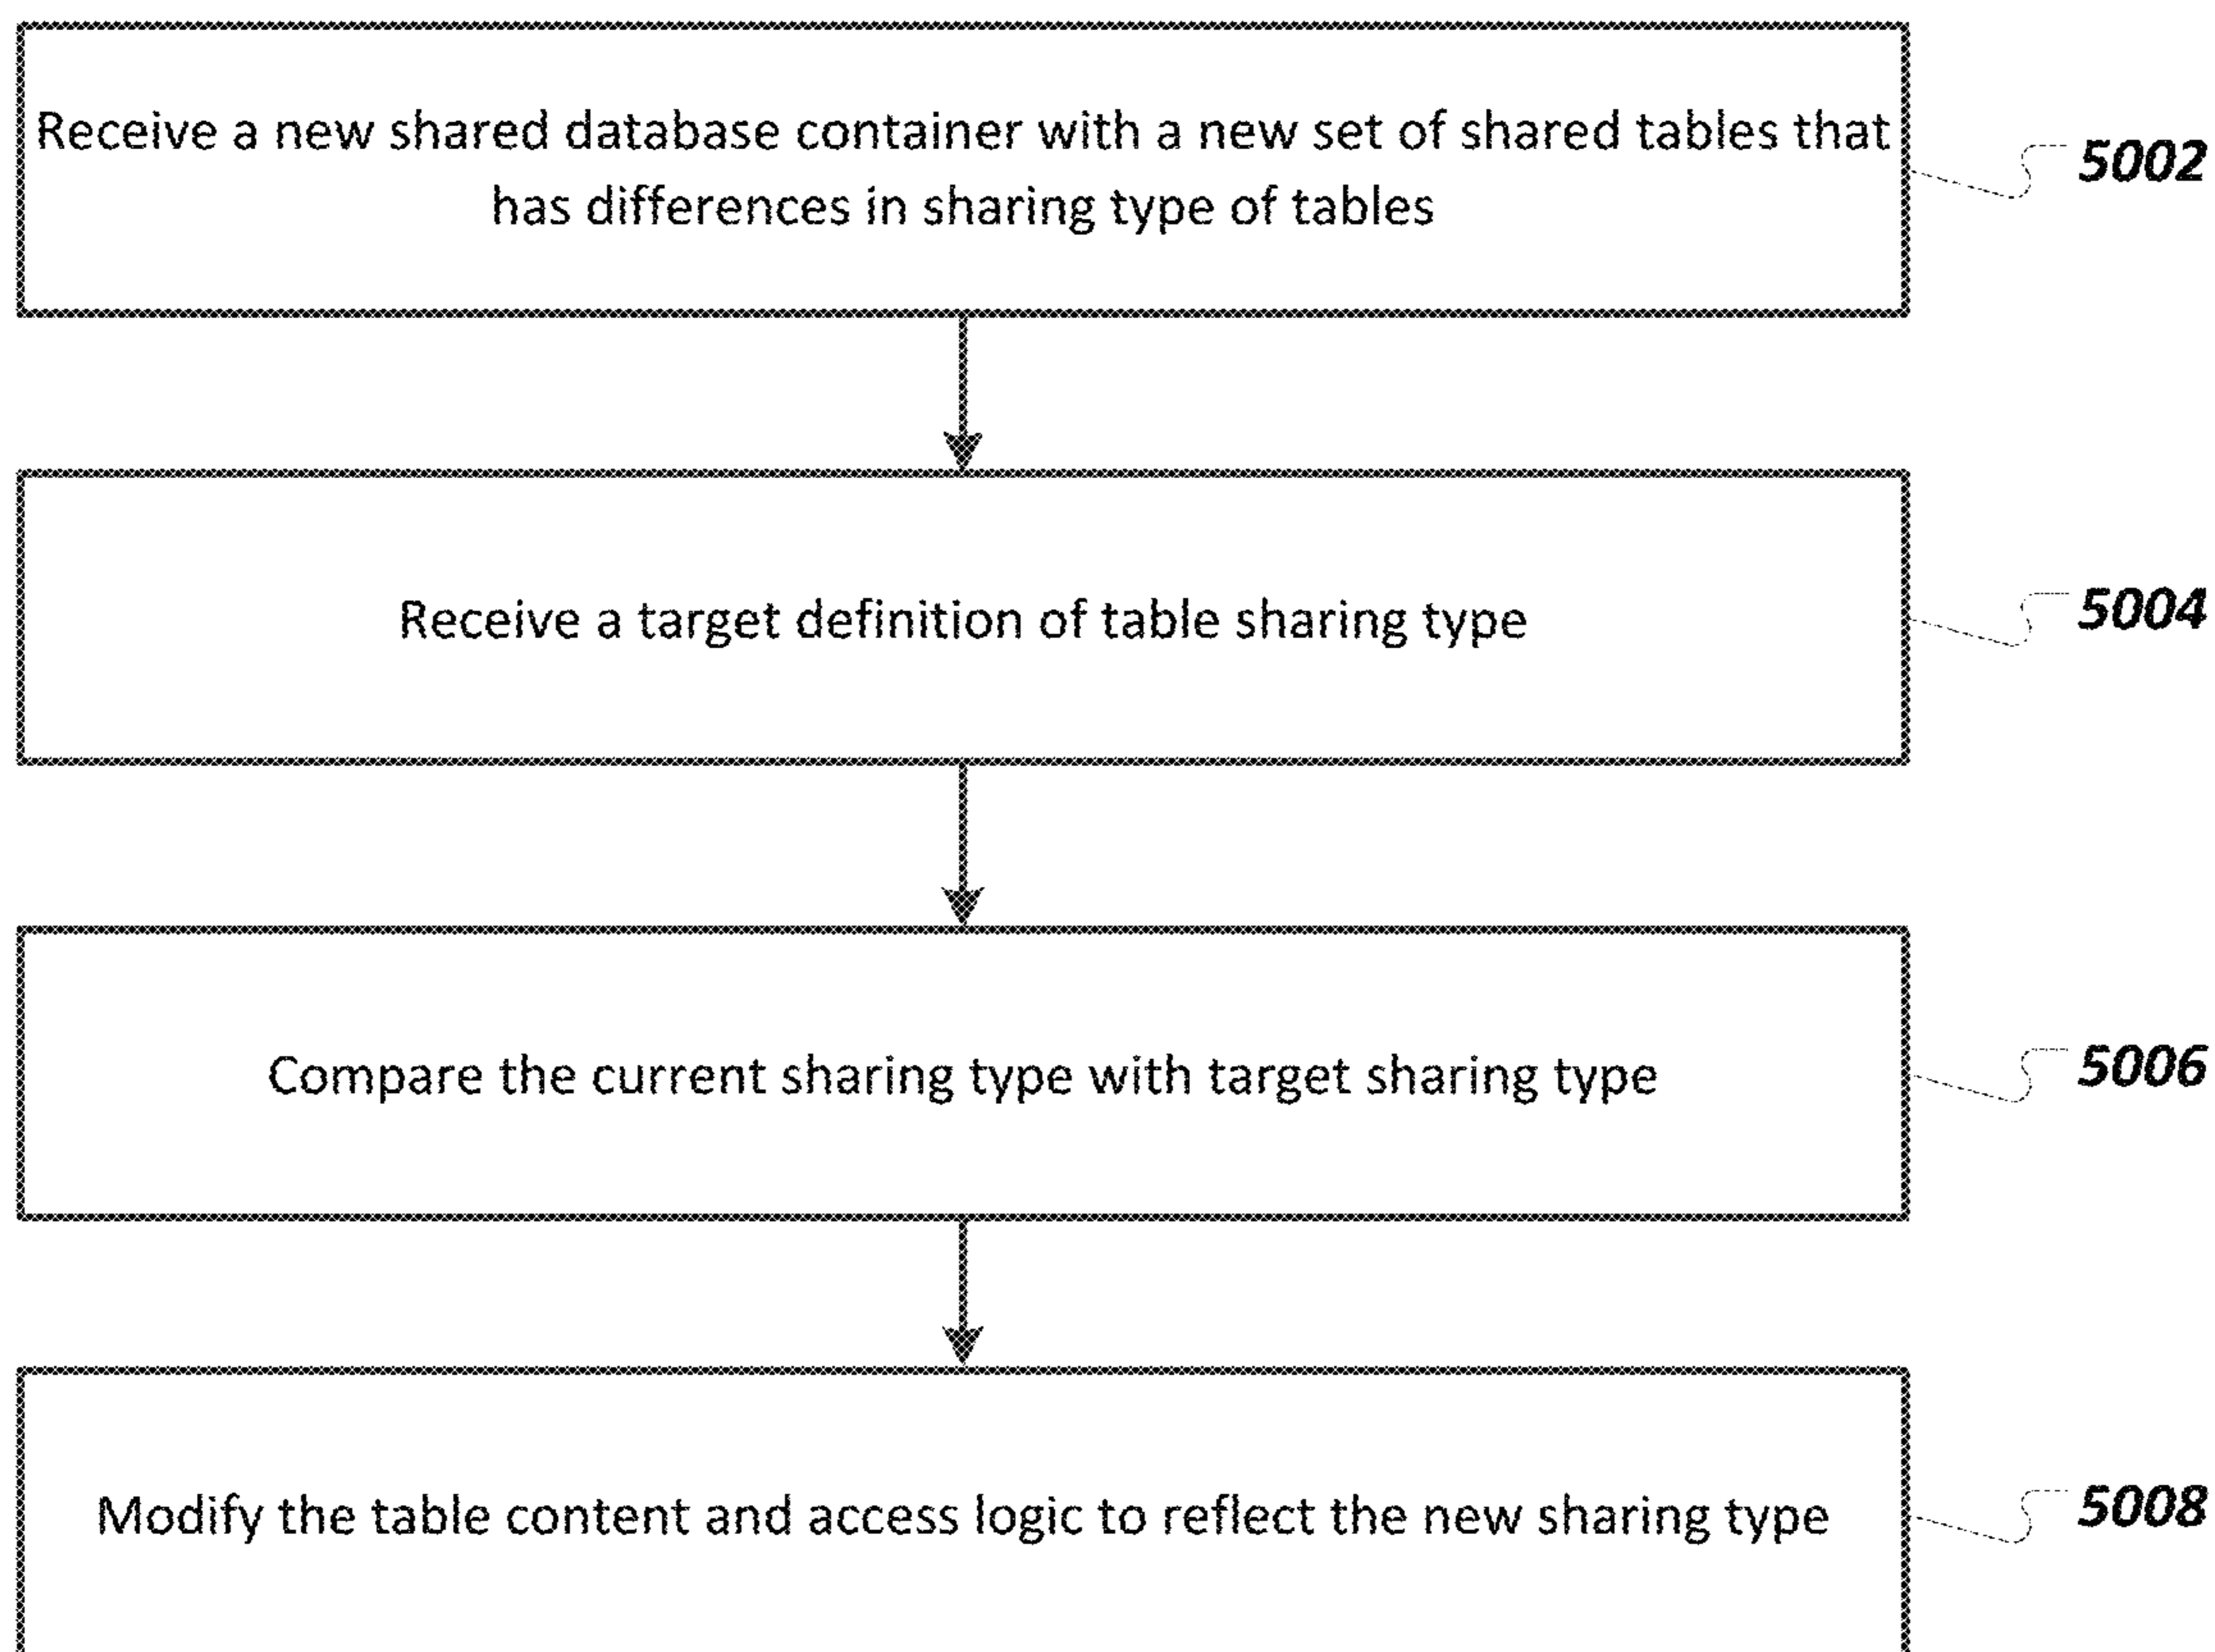 Receive a new shared database container with a new set of shared tables that
has differences in sharing type of tables
5002
Receive a target definition of table sharing type
5004
Compare the current sharing type with target sharing type
5006
Modify the table content and access logic to reflect the new sharing type
5008